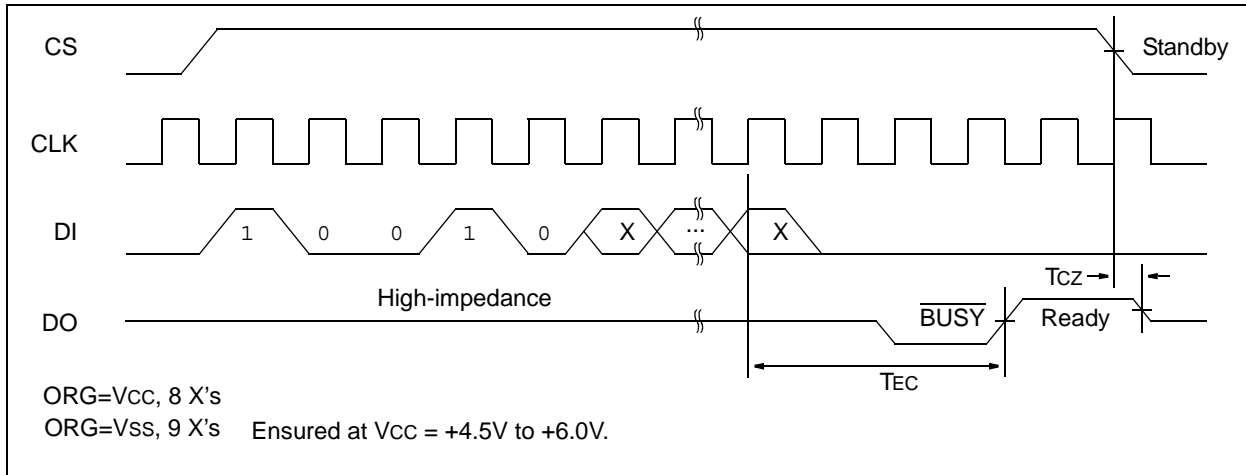 CS
Standby
CLK
DI
1 0 0 1 0 X ... X
TCZ
High-impedance
DO
BUSY
Ready
TEC
ORG=VCC, 8 X's
ORG=VSS, 9 X's Ensured at VCC = +4.5V to +6.0V.